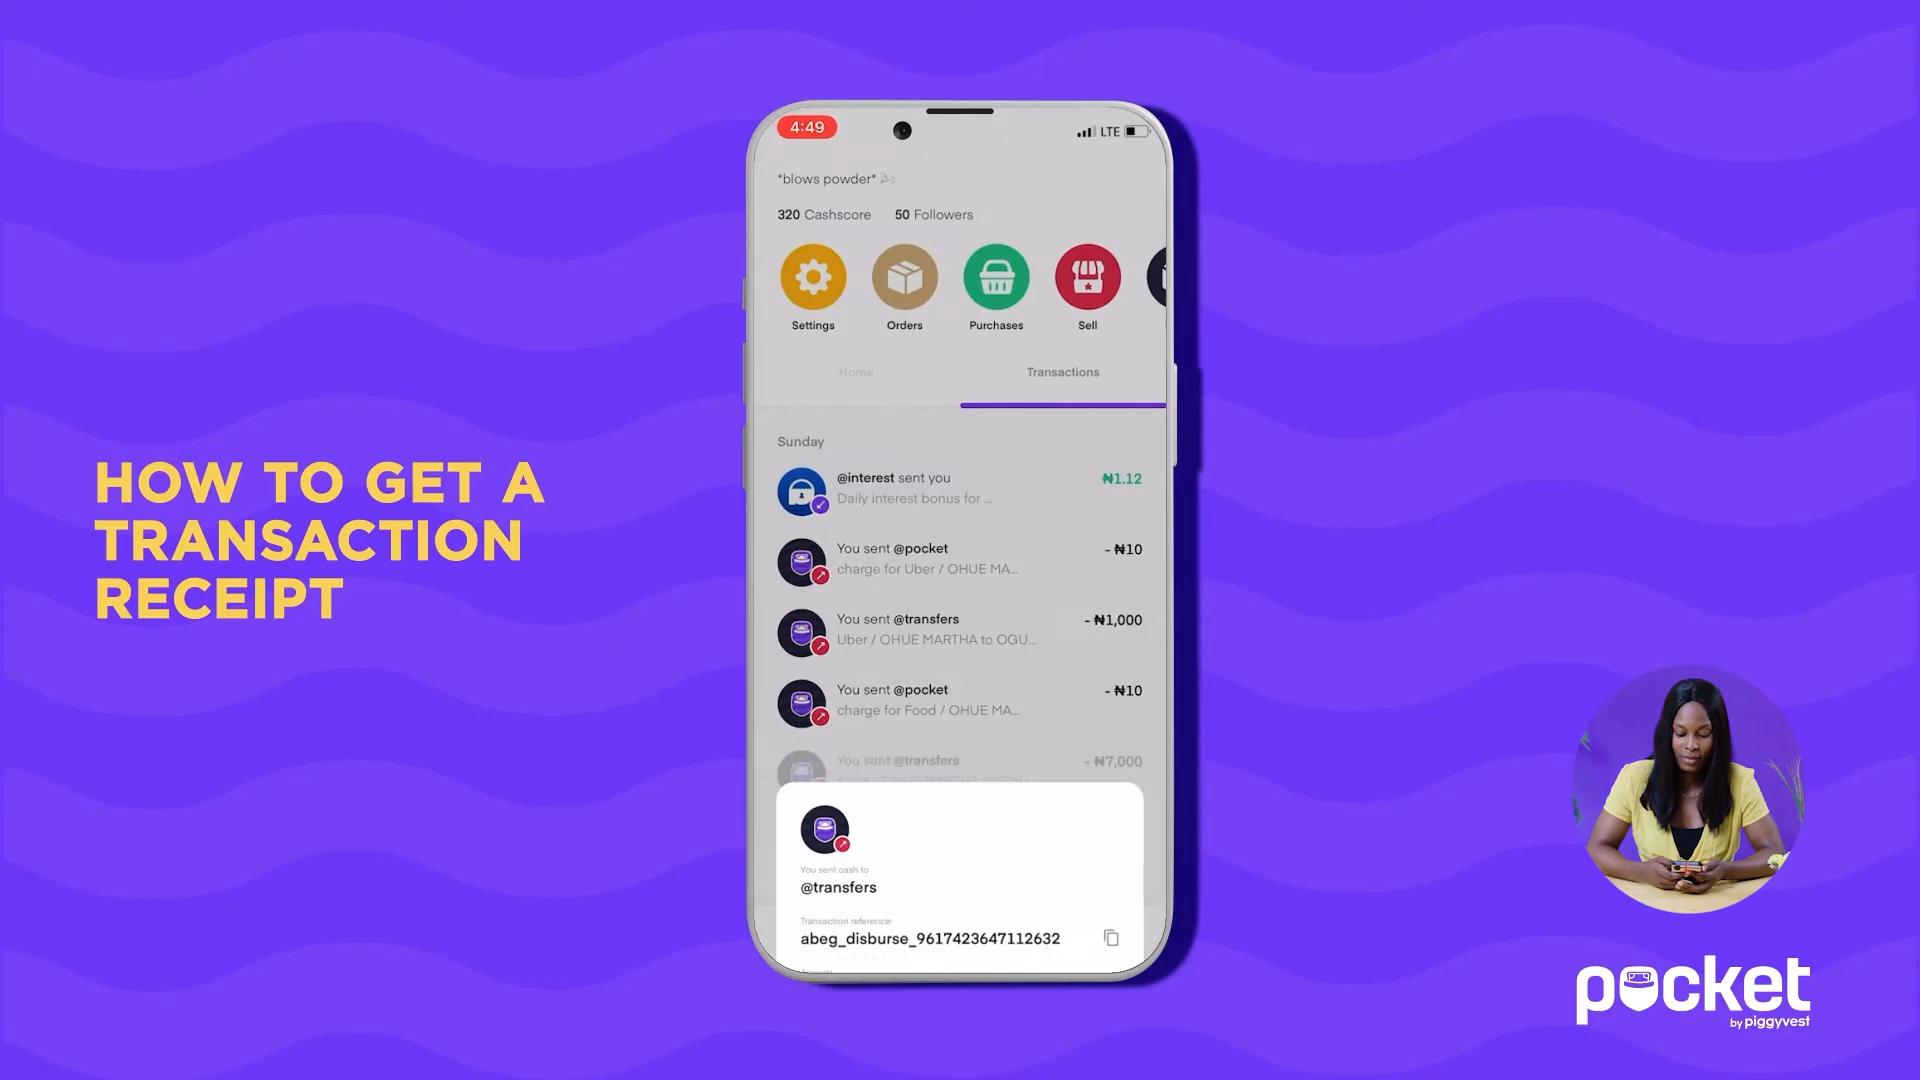 HOW TO GET A
TRANSACTION
RECEIPT
4:49
LTE
*blows powder*
320 Cashscore 50 Followers
Settings Orders Purchases Sell
Home Transactions
Sunday
@interest sent you ₦1.12
Daily interest bonus for ...
You sent @pocket - ₦10
charge for Uber / OHUE MA...
You sent @transfers - ₦1,000
Uber / OHUE MARTHA to OGU...
You sent @pocket - ₦10
charge for Food / OHUE MA...
You sent @transfers - ₦7,000
You sent cash to
@transfers
Transaction reference:
abeg_disburse_9617423647112632
pocket
by piggyvest